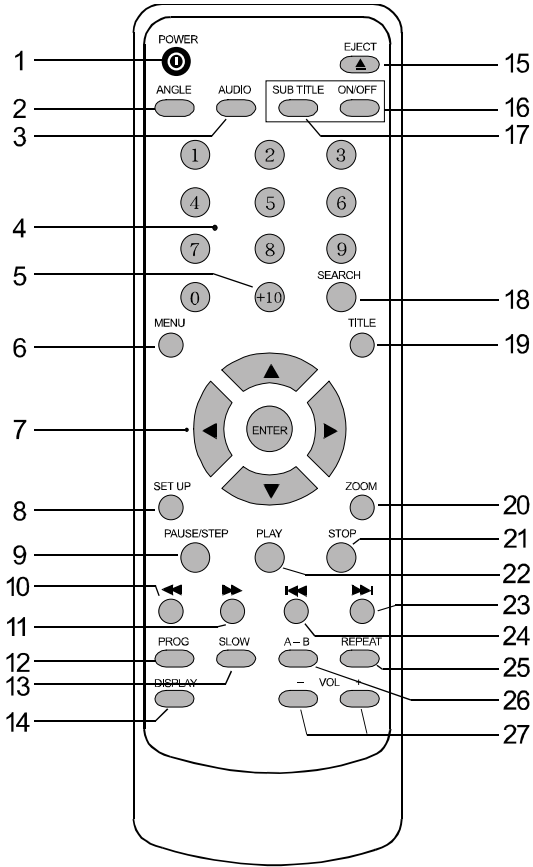 POWER EJECT
1 15
ANGLE AUDIO SUB TITLE ON/OFF
2 16
3 17
1 2 3
4 5 6
4
7 8 9
5 SEARCH
0 +10 18
MENU TITLE
6 19
7 ENTER
SET UP ZOOM
8 20
PAUSE/STEP PLAY STOP
9 21
22
10 23
11 24
PROG SLOW A – B REPEAT
12 25
13 26
DISPLAY – VOL +
14 27